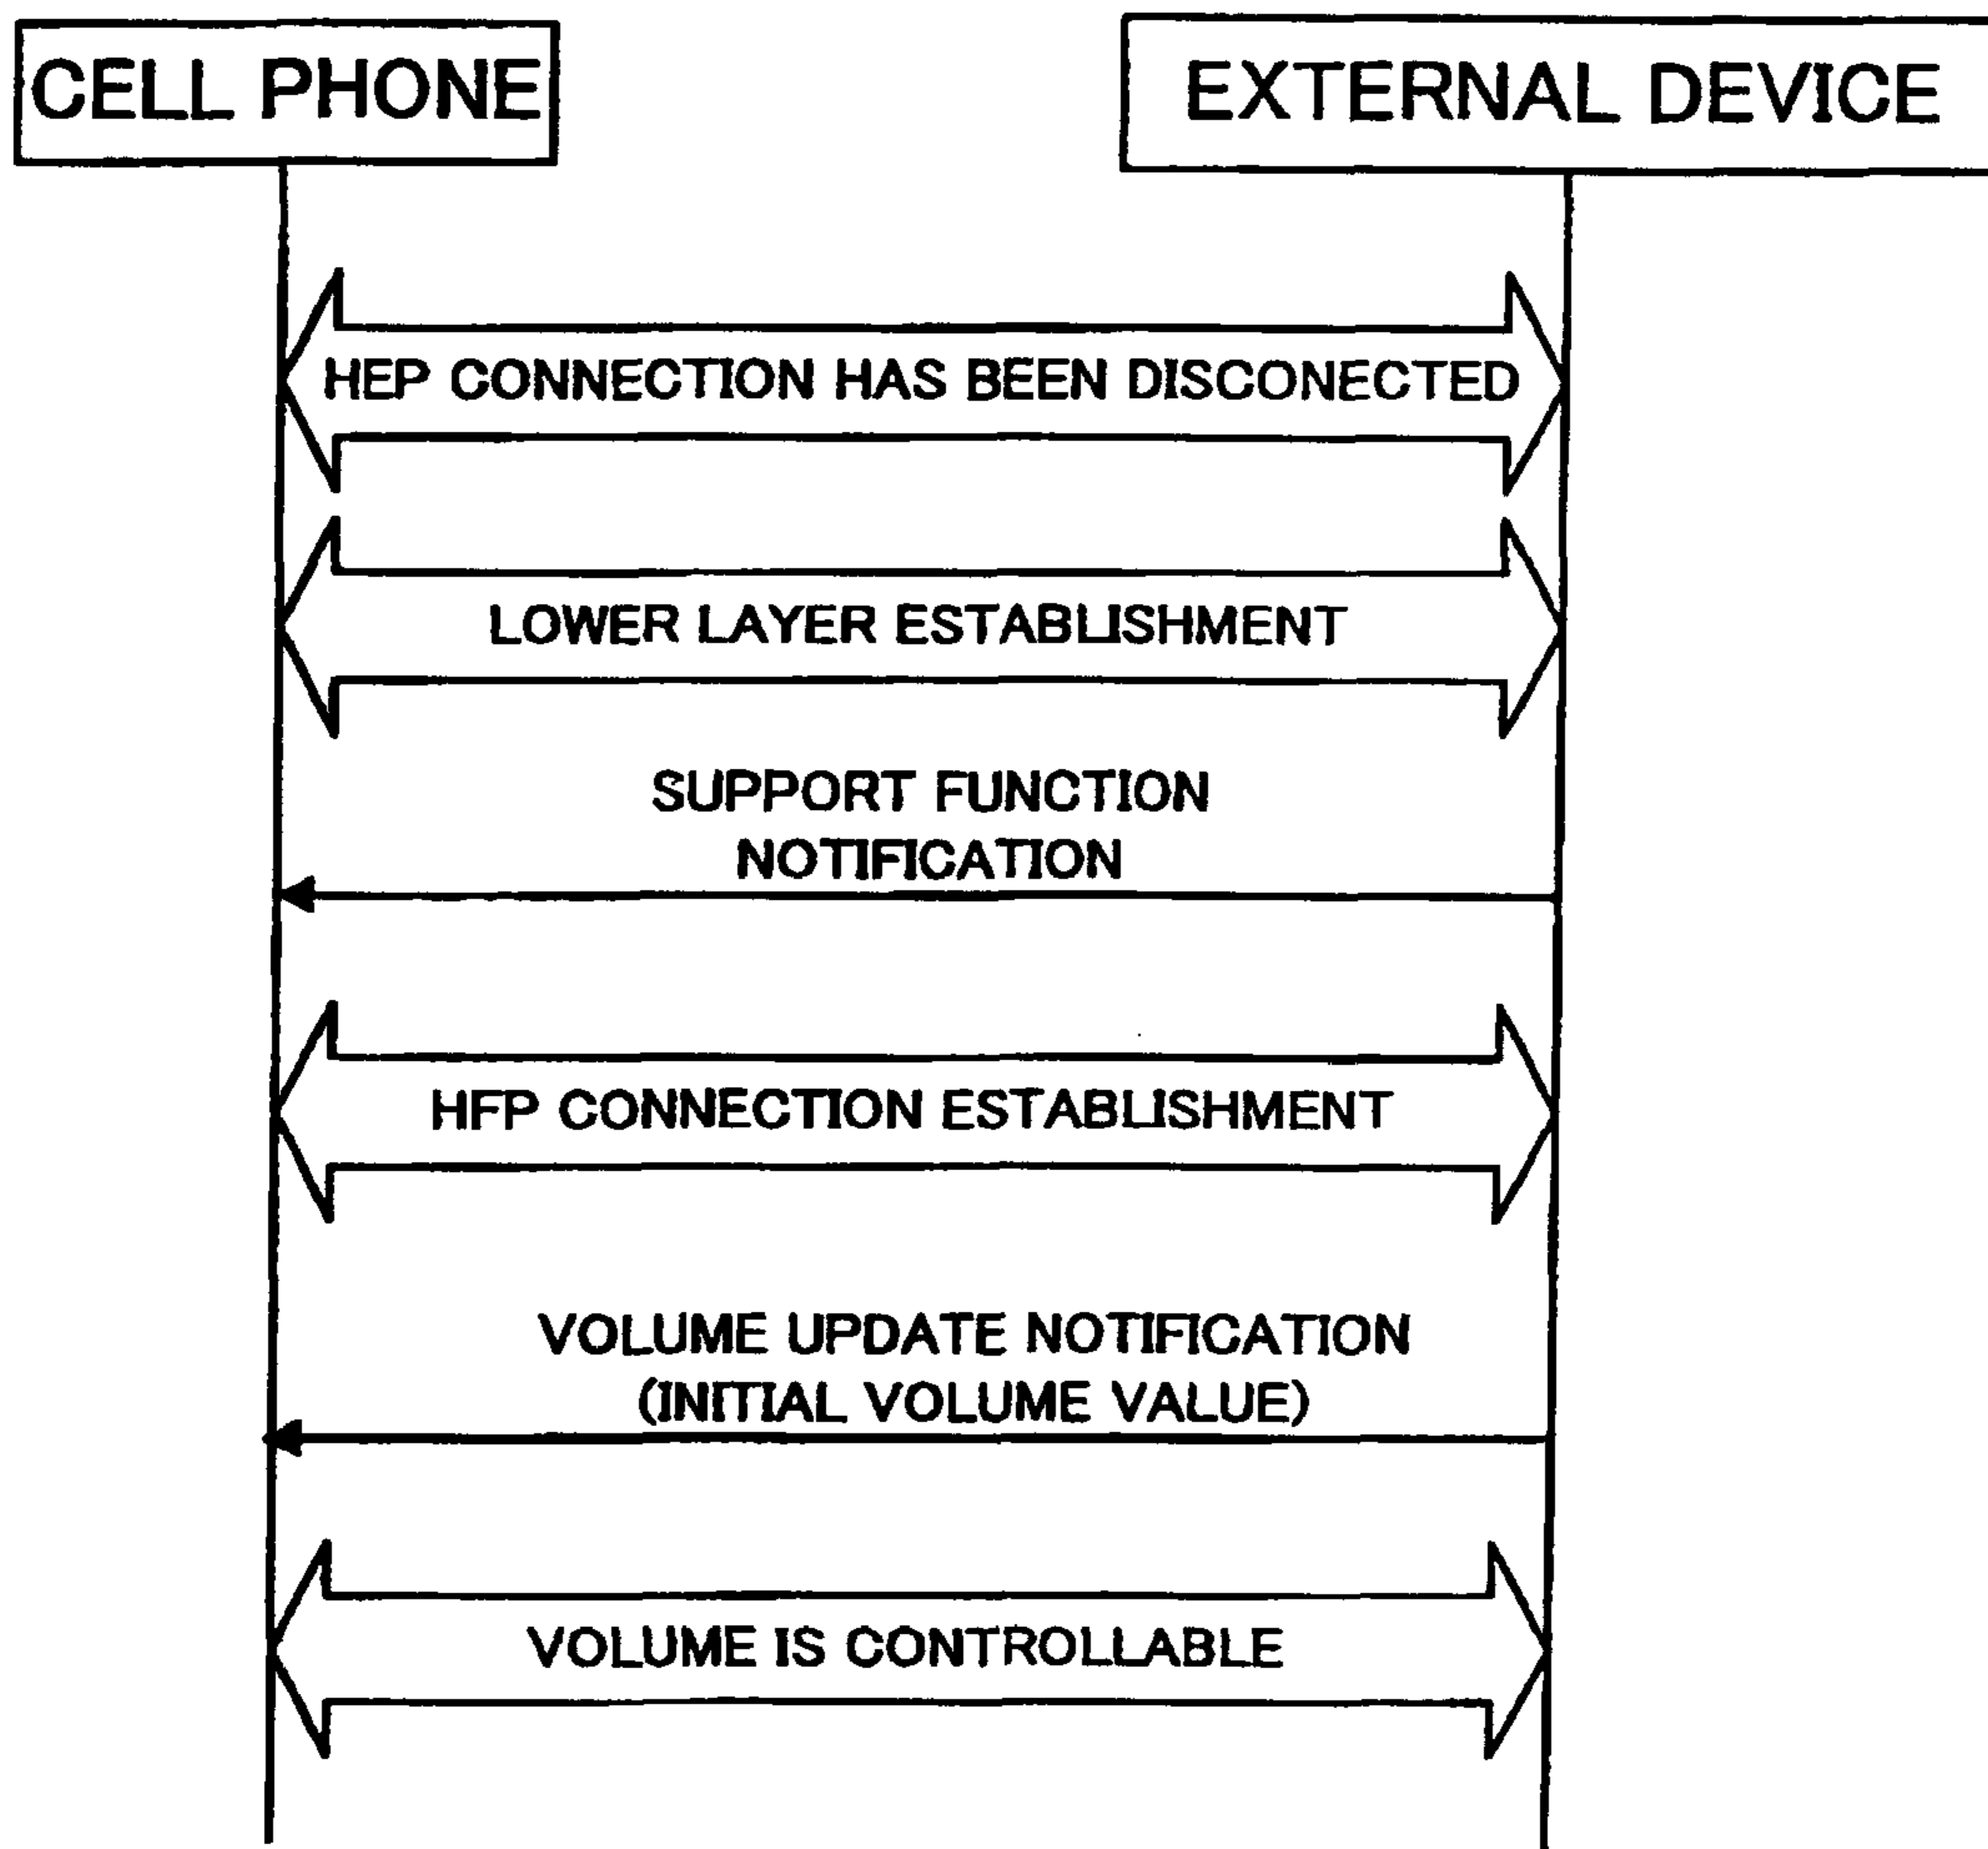 CELL PHONE
EXTERNAL DEVICE
HEP CONNECTION HAS BEEN DISCONECTED
LOWER LAYER ESTABLISHMENT
SUPPORT FUNCTION
NOTIFICATION
HFP CONNECTION ESTABLISHMENT
VOLUME UPDATE NOTIFICATION
(INITIAL VOLUME VALUE)
VOLUME IS CONTROLLABLE